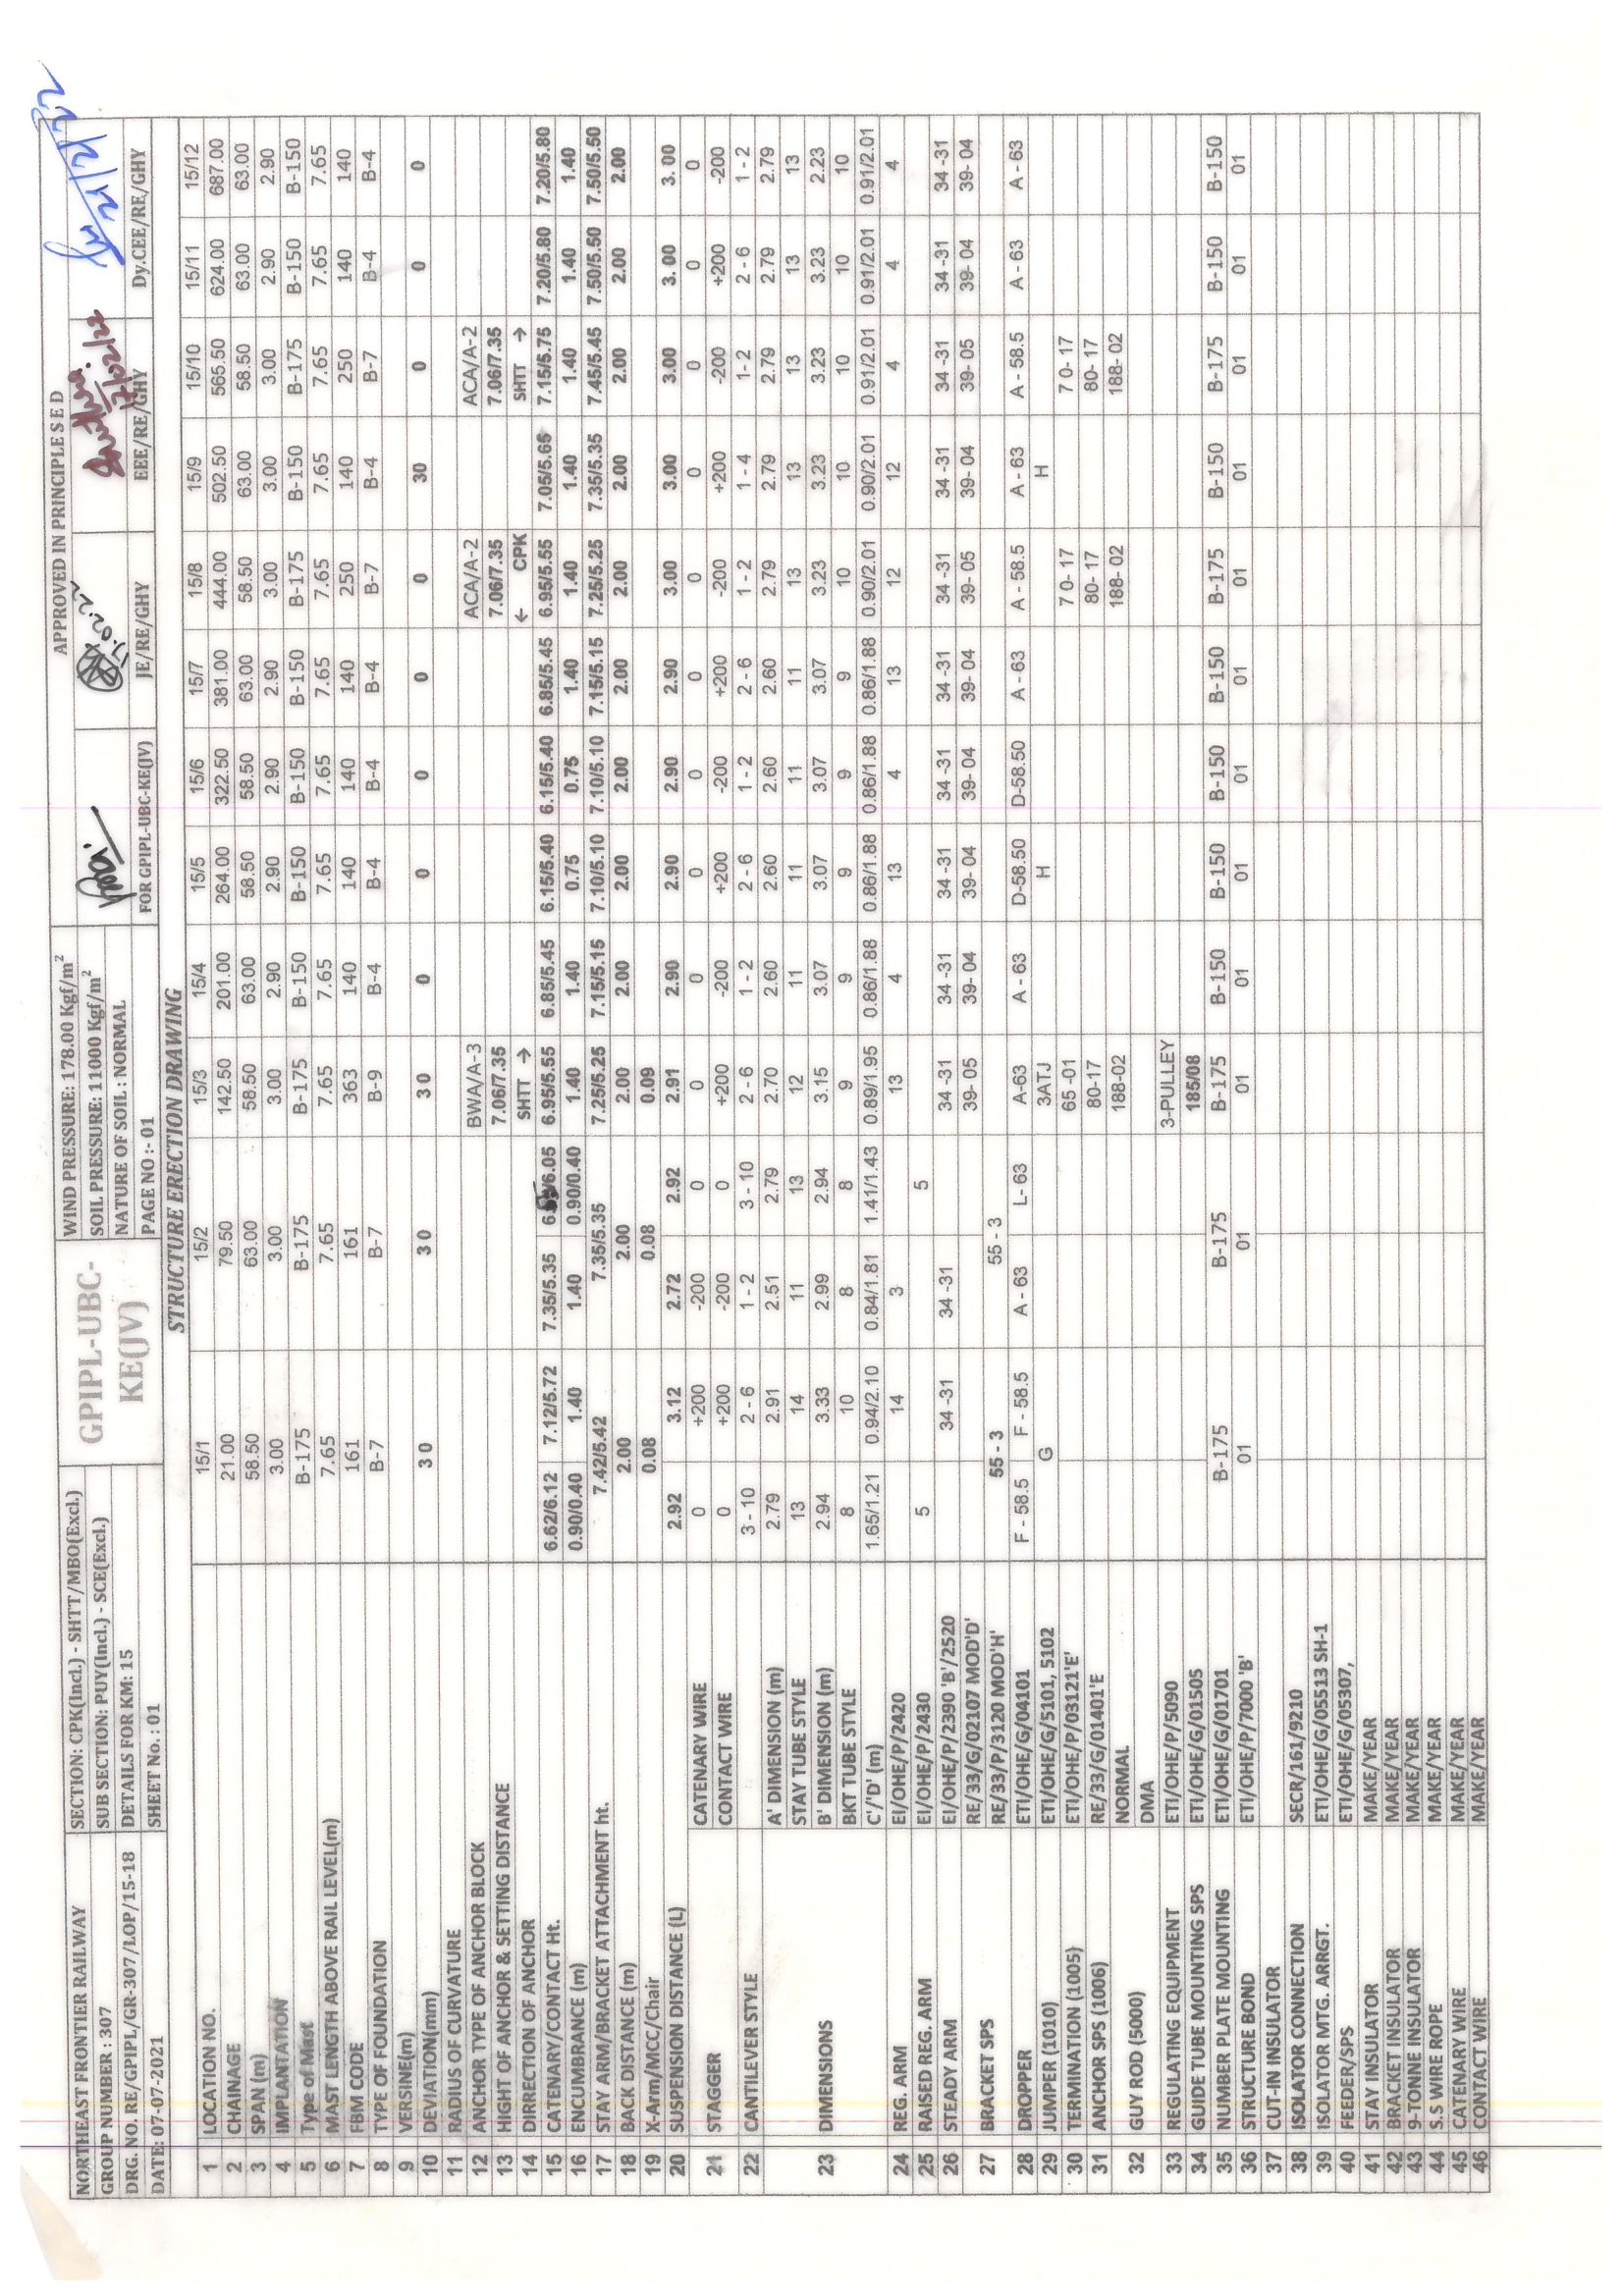 NORTHEAST FRONTIER RAILWAY
GROUP NUMBER : 307
DRG. NO. RE/GPIPL/GR-307/LOP/15-18
DATE: 07-07-2021
SECTION: CPK(Incl.) - SHTT/MBO(Excl.)
SUB SECTION: PUY(Incl.) - SCE(Excl.)
DETAILS FOR KM: 15
SHEET No. : 01
GPIPL-UBC-
KE(JV)
WIND PRESSURE: 178.00 Kgf/m²
SOIL PRESSURE: 11000 Kgf/m²
NATURE OF SOIL : NORMAL
PAGE NO :- 01
APPROVED IN PRINCIPLE S E D
FOR GPIPL-UBC-KE(JV) JE/RE/GHY EEE/RE/GHY Dy.CEE/RE/GHY
17/02/22
STRUCTURE ERECTION DRAWING
1 LOCATION NO. 15/1 15/2 15/3 15/4 15/5 15/6 15/7 15/8 15/9 15/10 15/11 15/12
2 CHAINAGE 21.00 79.50 142.50 201.00 264.00 322.50 381.00 444.00 502.50 565.50 624.00 687.00
3 SPAN (m) 58.50 63.00 58.50 63.00 58.50 58.50 63.00 58.50 63.00 58.50 63.00 63.00
4 IMPLANTATION 3.00 3.00 3.00 2.90 2.90 2.90 2.90 3.00 3.00 3.00 2.90 2.90
5 Type of Mast B-175 B-175 B-175 B-150 B-150 B-150 B-150 B-175 B-150 B-175 B-150 B-150
6 MAST LENGTH ABOVE RAIL LEVEL(m) 7.65 7.65 7.65 7.65 7.65 7.65 7.65 7.65 7.65 7.65 7.65 7.65
7 FBM CODE 161 161 363 140 140 140 140 250 140 250 140 140
8 TYPE OF FOUNDATION B-7 B-7 B-9 B-4 B-4 B-4 B-4 B-7 B-4 B-7 B-4 B-4
9 VERSINE(m)
10 DEVIATION(mm) 30 30 30 0 0 0 0 0 30 0 0 0
11 RADIUS OF CURVATURE
12 ANCHOR TYPE OF ANCHOR BLOCK BWA/A-3 ACA/A-2 ACA/A-2
13 HIGHT OF ANCHOR & SETTING DISTANCE 7.06/7.35 7.06/7.35 7.06/7.35
14 DIRECTION OF ANCHOR SHTT → ← CPK SHTT →
15 CATENARY/CONTACT Ht. 6.62/6.12 7.12/5.72 7.35/5.35 /6.05 6.95/5.55 6.85/5.45 6.15/5.40 6.15/5.40 6.85/5.45 6.95/5.55 7.05/5.65 7.15/5.75 7.20/5.80 7.20/5.80
16 ENCUMBRANCE (m) 0.90/0.40 1.40 1.40 0.90/0.40 1.40 1.40 0.75 0.75 1.40 1.40 1.40 1.40 1.40 1.40
17 STAY ARM/BRACKET ATTACHMENT ht. 7.42/5.42 7.35/5.35 7.25/5.25 7.15/5.15 7.10/5.10 7.10/5.10 7.15/5.15 7.25/5.25 7.35/5.35 7.45/5.45 7.50/5.50 7.50/5.50
18 BACK DISTANCE (m) 2.00 2.00 2.00 2.00 2.00 2.00 2.00 2.00 2.00 2.00 2.00 2.00
19 X-Arm/MCC/Chair 0.08 0.08 0.09
20 SUSPENSION DISTANCE (L) 2.92 3.12 2.72 2.92 2.91 2.90 2.90 2.90 2.90 3.00 3.00 3.00 3.00 3.00
21 STAGGER CATENARY WIRE 0 +200 -200 0 0 0 0 0 0 0 0 0 0 0
CONTACT WIRE 0 +200 -200 0 +200 -200 +200 -200 +200 -200 +200 -200 +200 -200
22 CANTILEVER STYLE 3 - 10 2 - 6 1 - 2 3 - 10 2 - 6 1 - 2 2 - 6 1 - 2 2 - 6 1 - 2 1 - 4 1- 2 2 - 6 1 - 2
23 DIMENSIONS A' DIMENSION (m) 2.79 2.91 2.51 2.79 2.70 2.60 2.60 2.60 2.60 2.79 2.79 2.79 2.79 2.79
STAY TUBE STYLE 13 14 11 13 12 11 11 11 11 13 13 13 13 13
B' DIMENSION (m) 2.94 3.33 2.99 2.94 3.15 3.07 3.07 3.07 3.07 3.23 3.23 3.23 3.23 2.23
BKT TUBE STYLE 8 10 8 8 9 9 9 9 9 10 10 10 10 10
C'/'D' (m) 1.65/1.21 0.94/2.10 0.84/1.81 1.41/1.43 0.89/1.95 0.86/1.88 0.86/1.88 0.86/1.88 0.86/1.88 0.90/2.01 0.90/2.01 0.91/2.01 0.91/2.01 0.91/2.01
24 REG. ARM EI/OHE/P/2420 14 3 13 4 13 4 13 12 12 4 4 4
25 RAISED REG. ARM EI/OHE/P/2430 5 5
26 STEADY ARM EI/OHE/P/2390 'B'/2520 34 -31 34 -31 34 -31 34 -31 34 -31 34 -31 34 -31 34 -31 34 -31 34 -31 34 -31 34 -31
27 BRACKET SPS RE/33/G/02107 MOD'D' 39- 05 39- 04 39- 04 39- 04 39- 04 39- 05 39- 04 39- 05 39- 04 39- 04
RE/33/P/3120 MOD'H' 55 - 3 55 - 3
28 DROPPER ETI/OHE/G/04101 F - 58.5 F - 58.5 A - 63 L- 63 A-63 A - 63 D-58.50 D-58.50 A - 63 A - 58.5 A - 63 A - 58.5 A - 63 A - 63
29 JUMPER (1010) ETI/OHE/G/5101, 5102 G 3ATJ H H
30 TERMINATION (1005) ETI/OHE/P/03121'E' 65 -01 7 0- 17 7 0- 17
31 ANCHOR SPS (1006) RE/33/G/01401'E 80-17 80- 17 80- 17
32 GUY ROD (5000) NORMAL 188-02 188- 02 188- 02
DMA
33 REGULATING EQUIPMENT ETI/OHE/P/5090 3-PULLEY
34 GUIDE TUBE MOUNTING SPS ETI/OHE/G/01505 185/08
35 NUMBER PLATE MOUNTING ETI/OHE/G/01701 B-175 B-175 B-175 B-150 B-150 B-150 B-150 B-175 B-150 B-175 B-150 B-150
36 STRUCTURE BOND ETI/OHE/P/7000 'B' 01 01 01 01 01 01 01 01 01 01 01 01
37 CUT-IN INSULATOR
38 ISOLATOR CONNECTION SECR/161/9210
39 ISOLATOR MTG. ARRGT. ETI/OHE/G/05513 SH-1
40 FEEDER/SPS ETI/OHE/G/05307,
41 STAY INSULATOR MAKE/YEAR
42 BRACKET INSULATOR MAKE/YEAR
43 9-TONNE INSULATOR MAKE/YEAR
44 S.S WIRE ROPE MAKE/YEAR
45 CATENARY WIRE MAKE/YEAR
46 CONTACT WIRE MAKE/YEAR